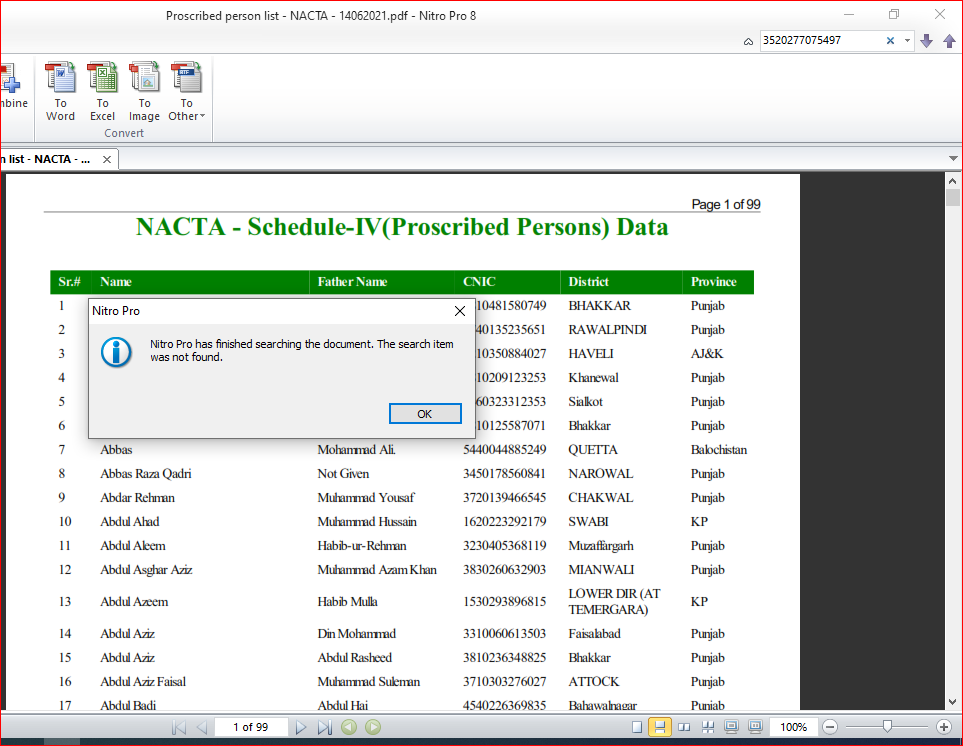 Proscribed person list - NACTA - 14062021.pdf - Nitro Pro 8
3520277075497
mbine
To Word
To Excel
To Image
To Other
Convert
n list - NACTA - ...
Page 1 of 99
NACTA - Schedule-IV(Proscribed Persons) Data
Sr.# Name Father Name CNIC District Province
1 10481580749 BHAKKAR Punjab
2 40135235651 RAWALPINDI Punjab
3 10350884027 HAVELI AJ&K
4 10209123253 Khanewal Punjab
5 60323312353 Sialkot Punjab
6 10125587071 Bhakkar Punjab
Nitro Pro
Nitro Pro has finished searching the document. The search item
was not found.
OK
7 Abbas Mohammad Ali. 5440044885249 QUETTA Balochistan
8 Abbas Raza Qadri Not Given 3450178560841 NAROWAL Punjab
9 Abdar Rehman Muhammad Yousaf 3720139466545 CHAKWAL Punjab
10 Abdul Ahad Muhammad Hussain 1620223292179 SWABI KP
11 Abdul Aleem Habib-ur-Rehman 3230405368119 Muzaffargarh Punjab
12 Abdul Asghar Aziz Muhammad Azam Khan 3830260632903 MIANWALI Punjab
13 Abdul Azeem Habib Mulla 1530293896815 LOWER DIR (AT TEMERGARA) KP
14 Abdul Aziz Din Mohammad 3310060613503 Faisalabad Punjab
15 Abdul Aziz Abdul Rasheed 3810236348825 Bhakkar Punjab
16 Abdul Aziz Faisal Muhammad Suleman 3710303276027 ATTOCK Punjab
17 Abdul Badi Abdul Hai 4540226369835 Bahawalnagar Punjab
1 of 99
100%